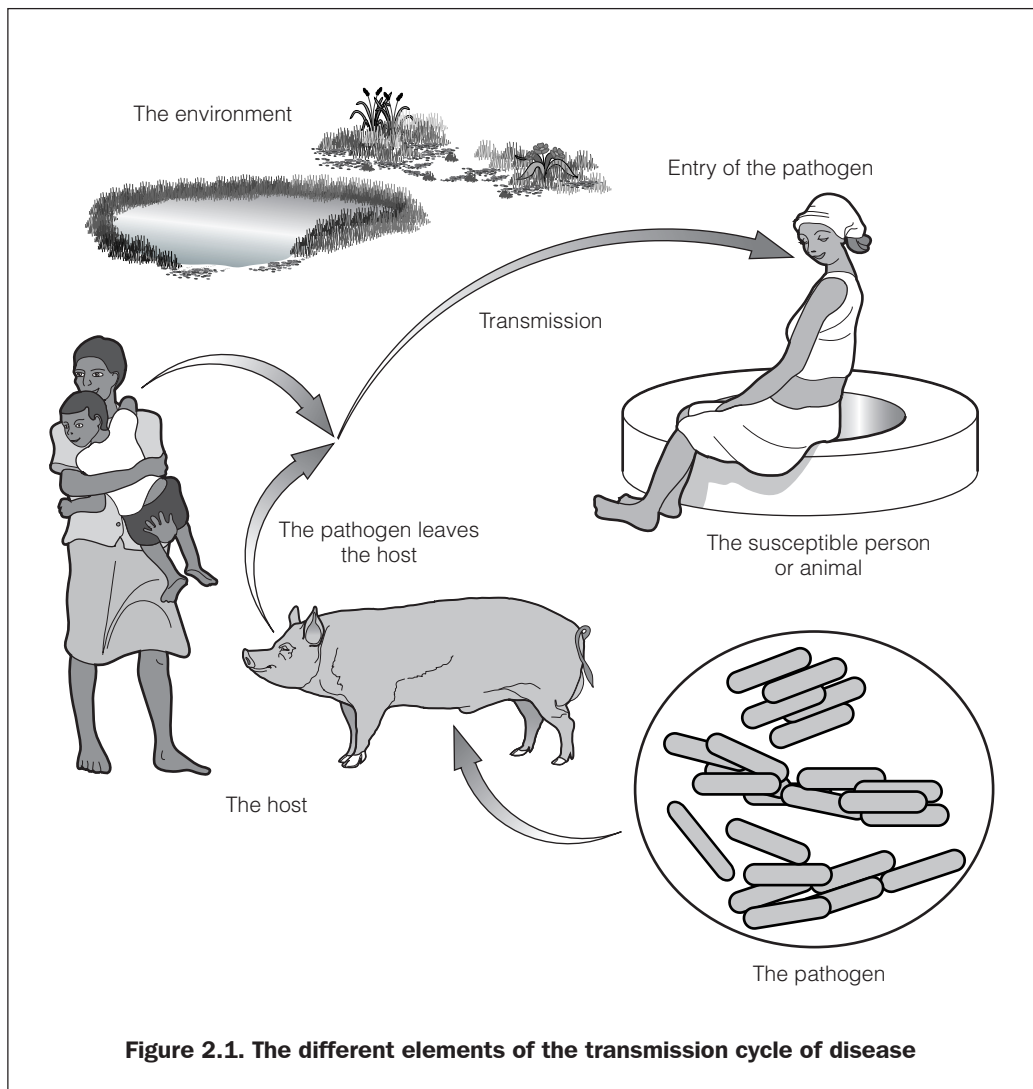 The environment
Entry of the pathogen
Transmission
The pathogen leaves
the host
The susceptible person
or animal
The host
The pathogen
Figure 2.1. The different elements of the transmission cycle of disease